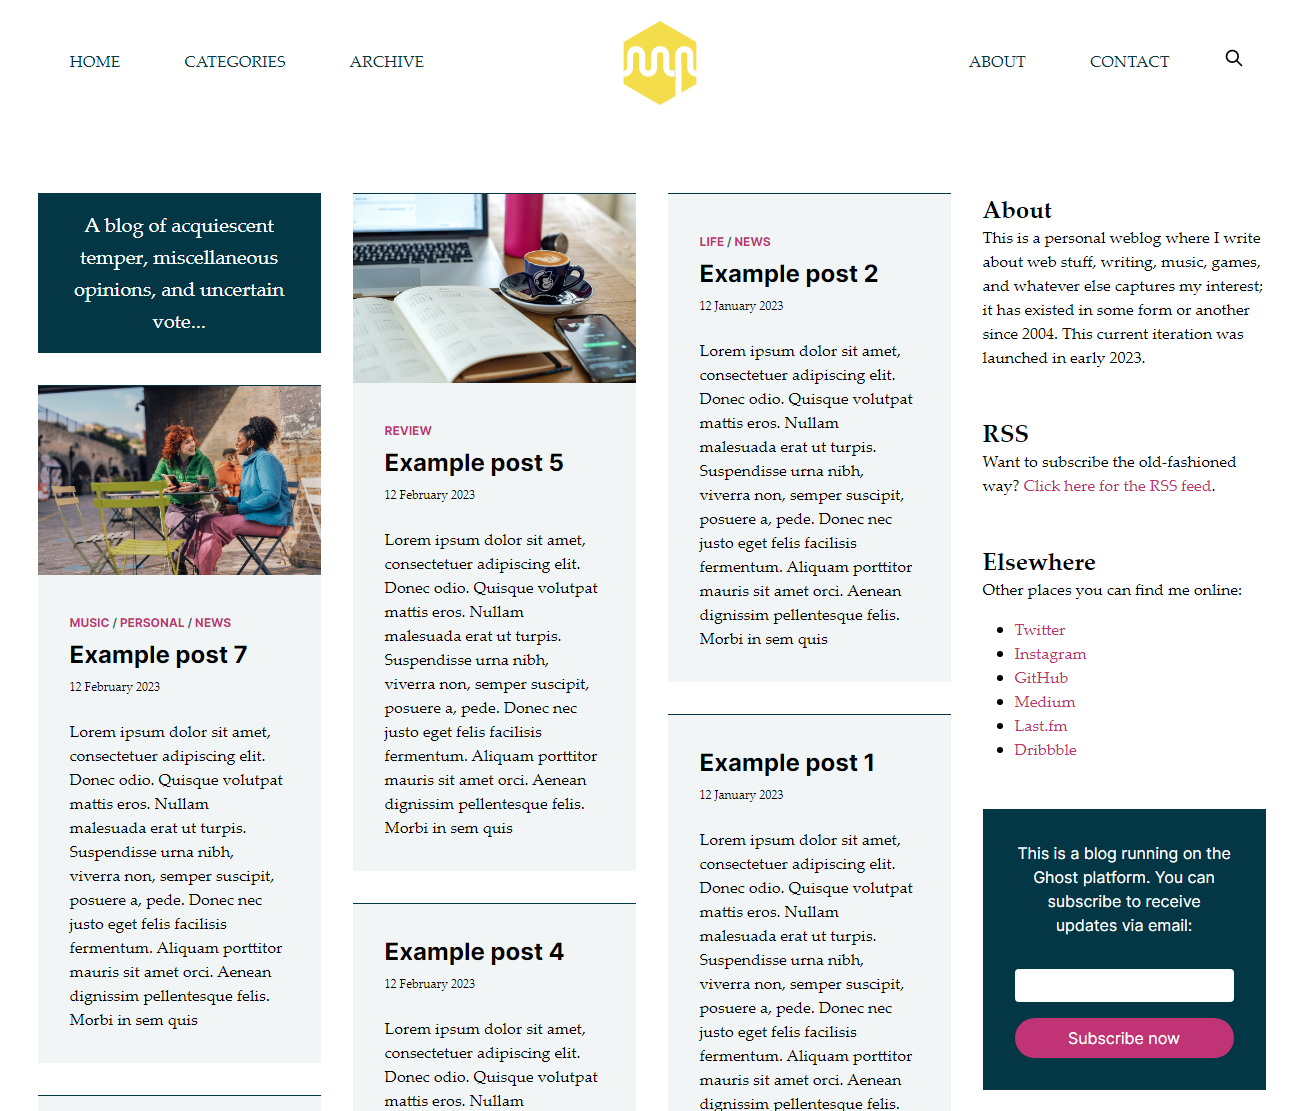 HOME
CATEGORIES
ARCHIVE
ABOUT
CONTACT
A blog of acquiescent
temper, miscellaneous
opinions, and uncertain
vote...
MUSIC / PERSONAL / NEWS
Example post 7
12 February 2023
Lorem ipsum dolor sit amet,
consectetuer adipiscing elit.
Donec odio. Quisque volutpat
mattis eros. Nullam
malesuada erat ut turpis.
Suspendisse urna nibh,
viverra non, semper suscipit,
posuere a, pede. Donec nec
justo eget felis facilisis
fermentum. Aliquam porttitor
mauris sit amet orci. Aenean
dignissim pellentesque felis.
Morbi in sem quis
REVIEW
Example post 5
12 February 2023
Lorem ipsum dolor sit amet,
consectetuer adipiscing elit.
Donec odio. Quisque volutpat
mattis eros. Nullam
malesuada erat ut turpis.
Suspendisse urna nibh,
viverra non, semper suscipit,
posuere a, pede. Donec nec
justo eget felis facilisis
fermentum. Aliquam porttitor
mauris sit amet orci. Aenean
dignissim pellentesque felis.
Morbi in sem quis
Example post 4
12 February 2023
Lorem ipsum dolor sit amet,
consectetuer adipiscing elit.
Donec odio. Quisque volutpat
mattis eros. Nullam
LIFE / NEWS
Example post 2
12 January 2023
Lorem ipsum dolor sit amet,
consectetuer adipiscing elit.
Donec odio. Quisque volutpat
mattis eros. Nullam
malesuada erat ut turpis.
Suspendisse urna nibh,
viverra non, semper suscipit,
posuere a, pede. Donec nec
justo eget felis facilisis
fermentum. Aliquam porttitor
mauris sit amet orci. Aenean
dignissim pellentesque felis.
Morbi in sem quis
Example post 1
12 January 2023
Lorem ipsum dolor sit amet,
consectetuer adipiscing elit.
Donec odio. Quisque volutpat
mattis eros. Nullam
malesuada erat ut turpis.
Suspendisse urna nibh,
viverra non, semper suscipit,
posuere a, pede. Donec nec
justo eget felis facilisis
fermentum. Aliquam porttitor
mauris sit amet orci. Aenean
dignissim pellentesque felis.
About
This is a personal weblog where I write
about web stuff, writing, music, games,
and whatever else captures my interest;
it has existed in some form or another
since 2004. This current iteration was
launched in early 2023.
RSS
Want to subscribe the old-fashioned
way? Click here for the RSS feed.
Elsewhere
Other places you can find me online:
Twitter
Instagram
GitHub
Medium
Last.fm
Dribbble
This is a blog running on the
Ghost platform. You can
subscribe to receive
updates via email:
Subscribe now